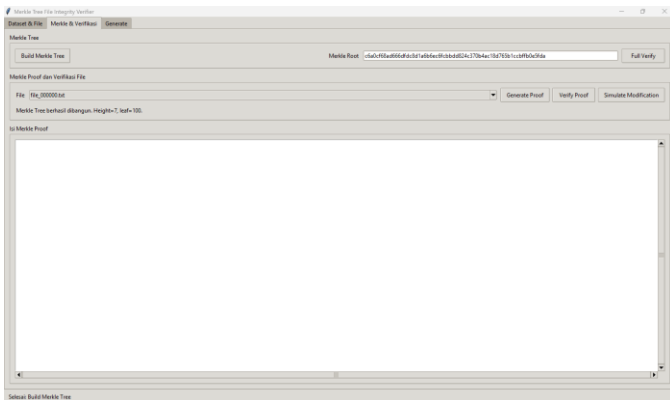 Merkle Tree File Integrity Verifier
Dataset & File Merkle & Verifikasi Generate
Merkle Tree
Build Merkle Tree Merkle Root Full Verify
Merkle Proof dan Verifikasi File
File file_000000.txt Generate Proof Verify Proof Simulate Modification
Merkle Tree berhasil dibangun. Height=7, leaf=100.
Isi Merkle Proof
Selesai: Build Merkle Tree